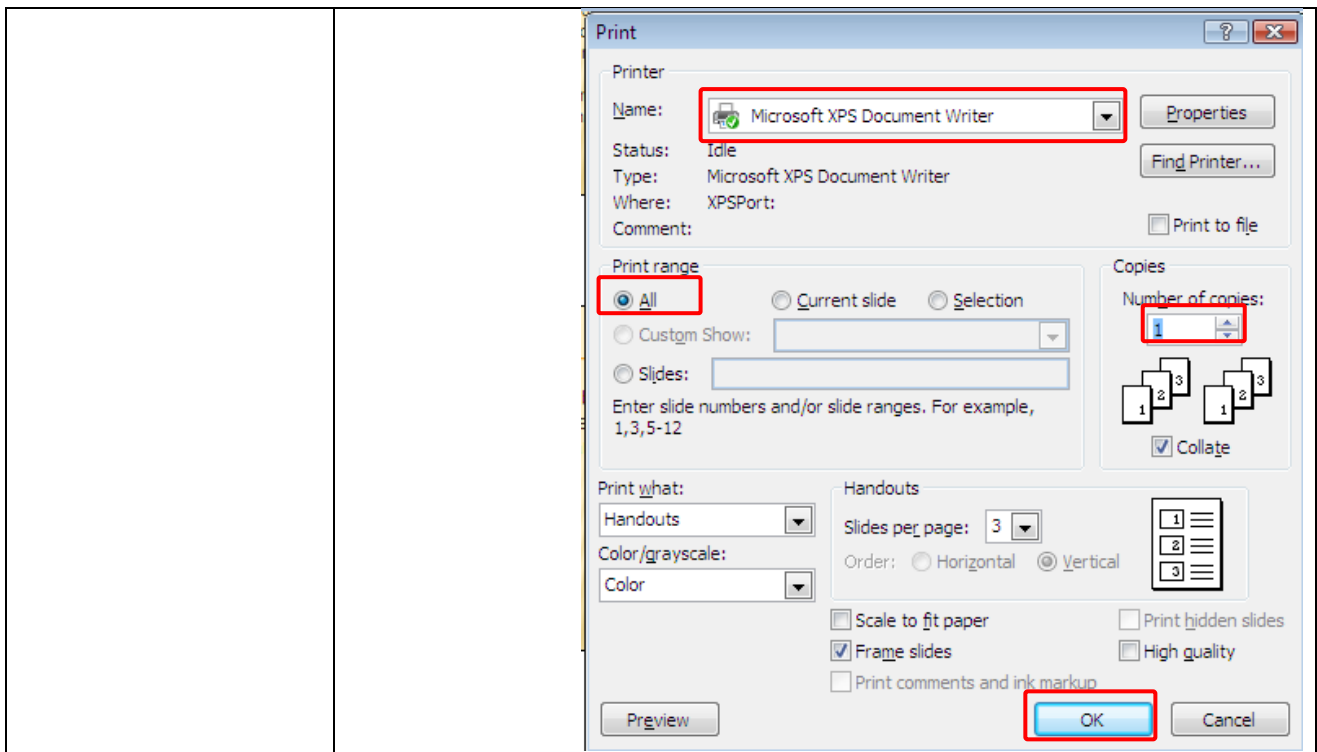 Print
Printer
Name: Microsoft XPS Document Writer Properties
Status: Idle Find Printer...
Type: Microsoft XPS Document Writer
Where: XPSPort:
Comment: Print to file
Print range Copies
All Current slide Selection Number of copies:
Custom Show: 1
Slides:
Enter slide numbers and/or slide ranges. For example,
1,3,5-12
1 2 3 1 2 3
Collate
Print what: Handouts
Handouts Slides per page: 3
Color/grayscale: Order: Horizontal Vertical
Color
1
2
3
Scale to fit paper Print hidden slides
Frame slides High quality
Print comments and ink markup
Preview OK Cancel